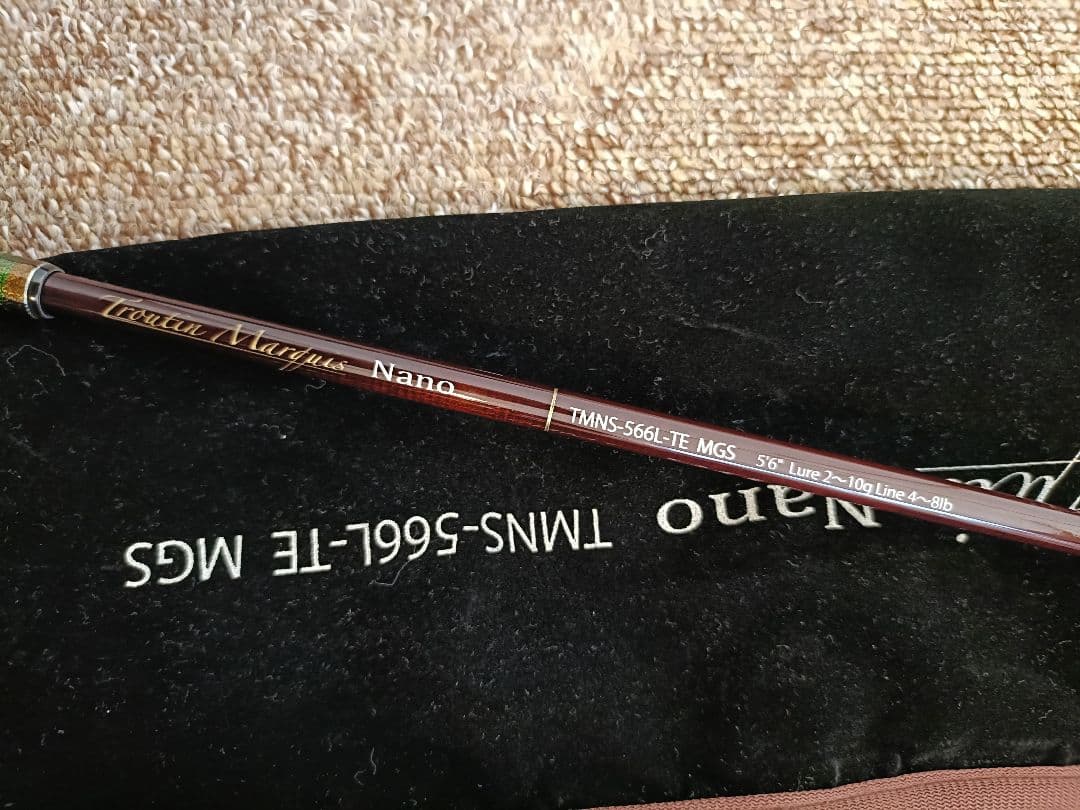 Troutin Marquis Nano TMNS-566L-TE MGS 5'6" Lure 2～10g Line 4～8lb
Nano TMNS-566L-TE MGS